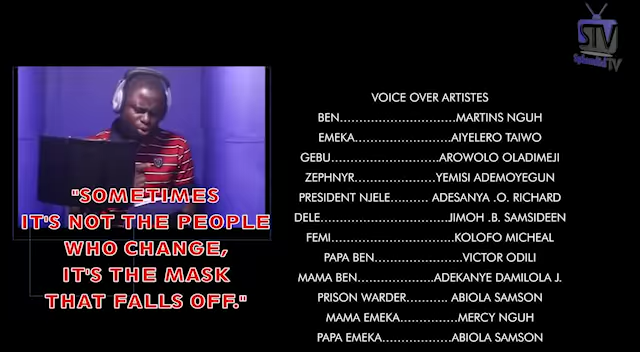 STV
Splendid TV
VOICE OVER ARTISTES
BEN..............................MARTINS NGUH
EMEKA.........................AIYELERO TAIWO
GEBU............................AROWOLO OLADIMEJI
ZEPHNYR.....................YEMISI ADEMOYEGUN
PRESIDENT NJELE.......... ADESANYA .O. RICHARD
DELE............................JIMOH .B. SAMSIDEEN
FEMI...............................KOLOFO MICHEAL
PAPA BEN.......................VICTOR ODILI
MAMA BEN....................ADEKANYE DAMILOLA J.
PRISON WARDER........... ABIOLA SAMSON
MAMA EMEKA...............MERCY NGUH
PAPA EMEKA.................ABIOLA SAMSON
"SOMETIMES
IT'S NOT THE PEOPLE
WHO CHANGE,
IT'S THE MASK
THAT FALLS OFF."